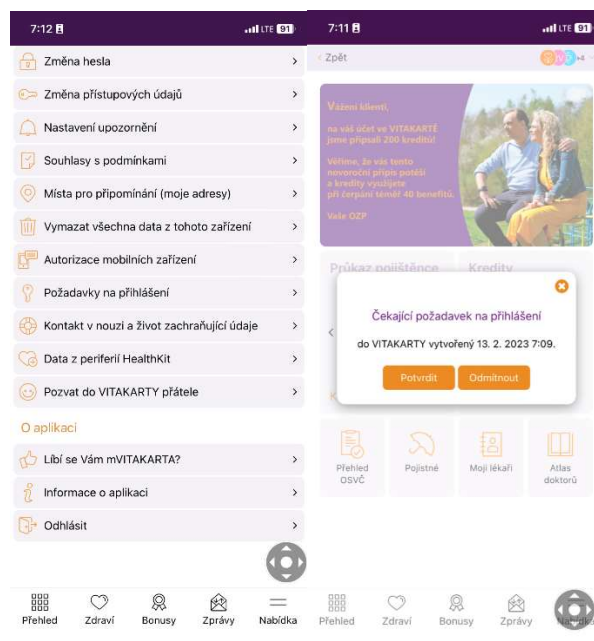 7:12
LTE 91
Změna hesla
Změna přístupových údajů
Nastavení upozornění
Souhlasy s podmínkami
Místa pro připomínání (moje adresy)
Vymazat všechna data z tohoto zařízení
Autorizace mobilních zařízení
Požadavky na přihlášení
Kontakt v nouzi a život zachraňující údaje
Data z periferií HealthKit
Pozvat do VITAKARTY přátele
O aplikaci
Líbí se Vám mVITAKARTA?
Informace o aplikaci
Odhlásit
Přehled Zdraví Bonusy Zprávy Nabídka
7:11
LTE 91
Zpět
+4
Vážení klienti,
na váš účet ve VITAKARTĚ
jsme připsali 200 kreditů!
Věříme, že vás tento
novoroční připis potěší
a kredity využijete
při čerpání téměř 40 benefitů.
Vaše OZP
Průkaz pojištěnce Kredity
Čekající požadavek na přihlášení
do VITAKARTY vytvořený 13. 2. 2023 7:09.
Potvrdit Odmítnout
Přehled
OSVČ
Pojistné
Moji lékaři
Atlas
doktorů
Přehled Zdraví Bonusy Zprávy Nabídka